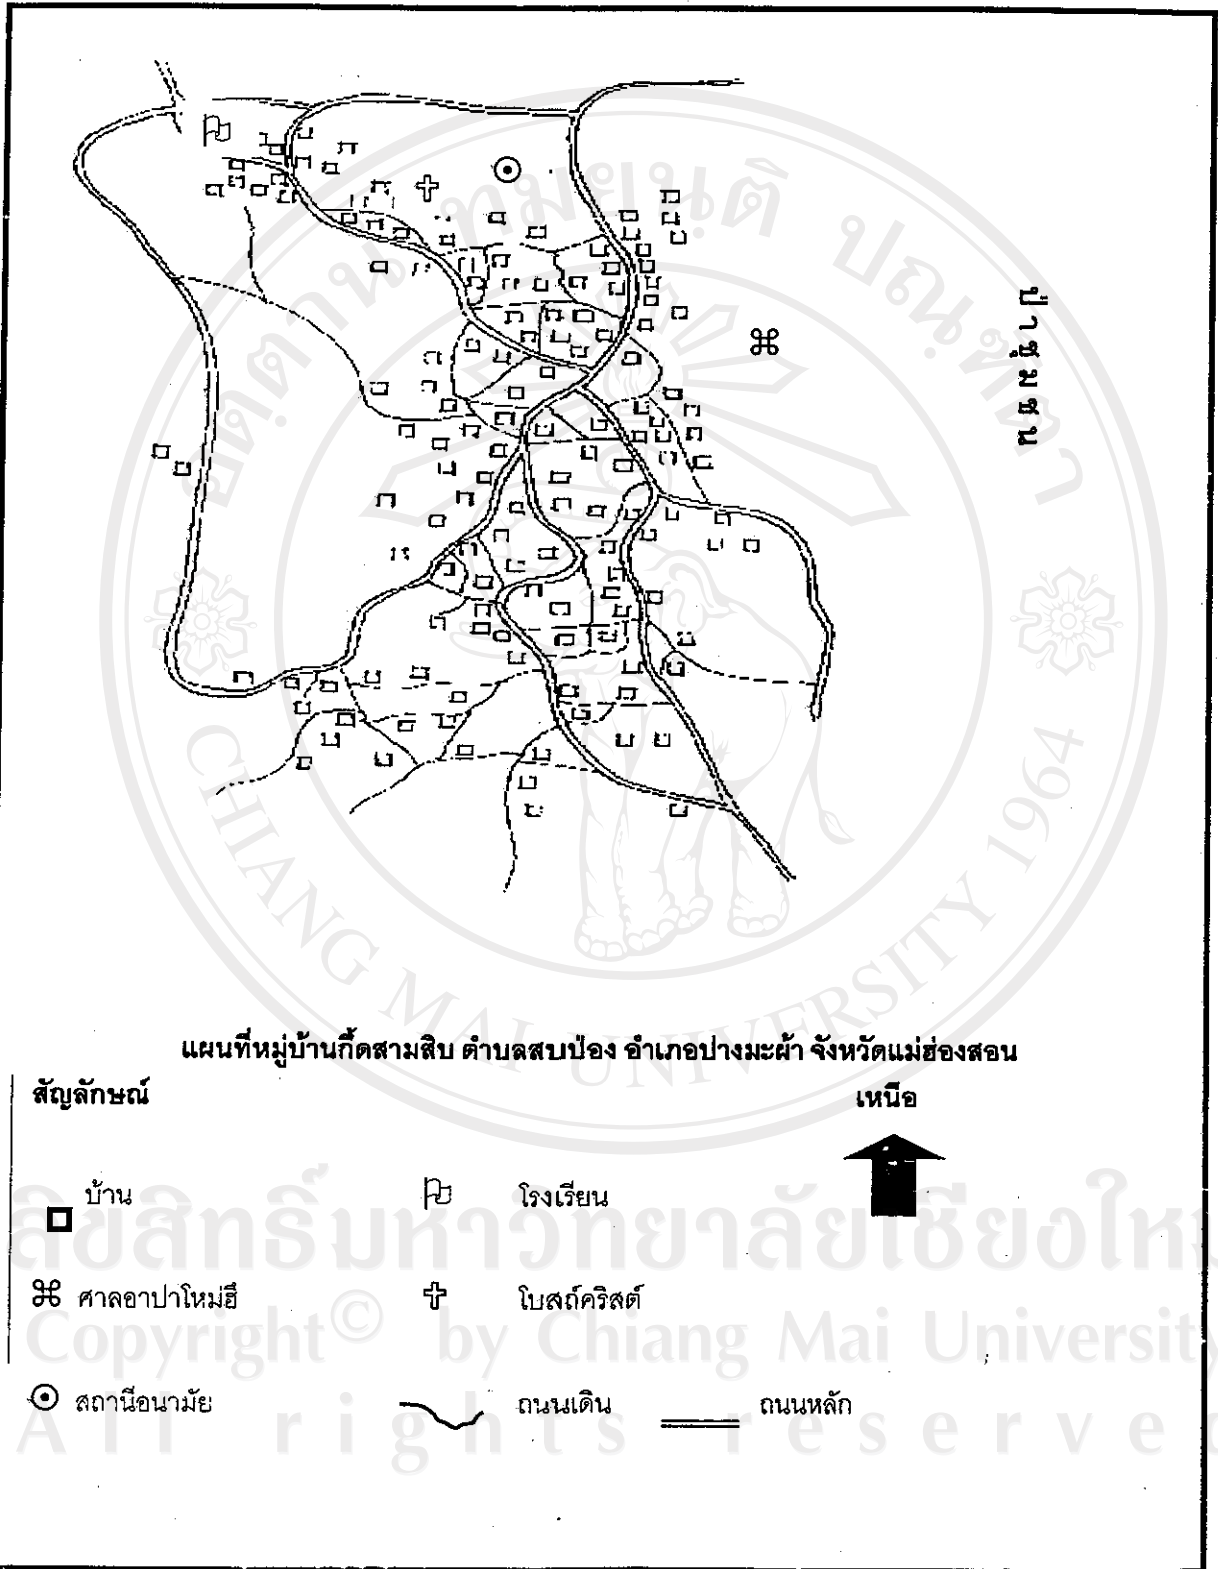 ป่าชุมชน
แผนที่หมู่บ้านกึ้ดสามสิบ ตำบลสบป่อง อำเภอปางมะผ้า จังหวัดแม่ฮ่องสอน
สัญลักษณ์
เหนือ
บ้าน
โรงเรียน
ศาลอาปาโหม่ฮี
โบสถ์คริสต์
สถานีอนามัย
ถนนเดิน
ถนนหลัก
CHIANG MAI UNIVERSITY 1964
ลิขสิทธิ์มหาวิทยาลัยเชียงใหม่
Copyright© by Chiang Mai University
All rights reserved